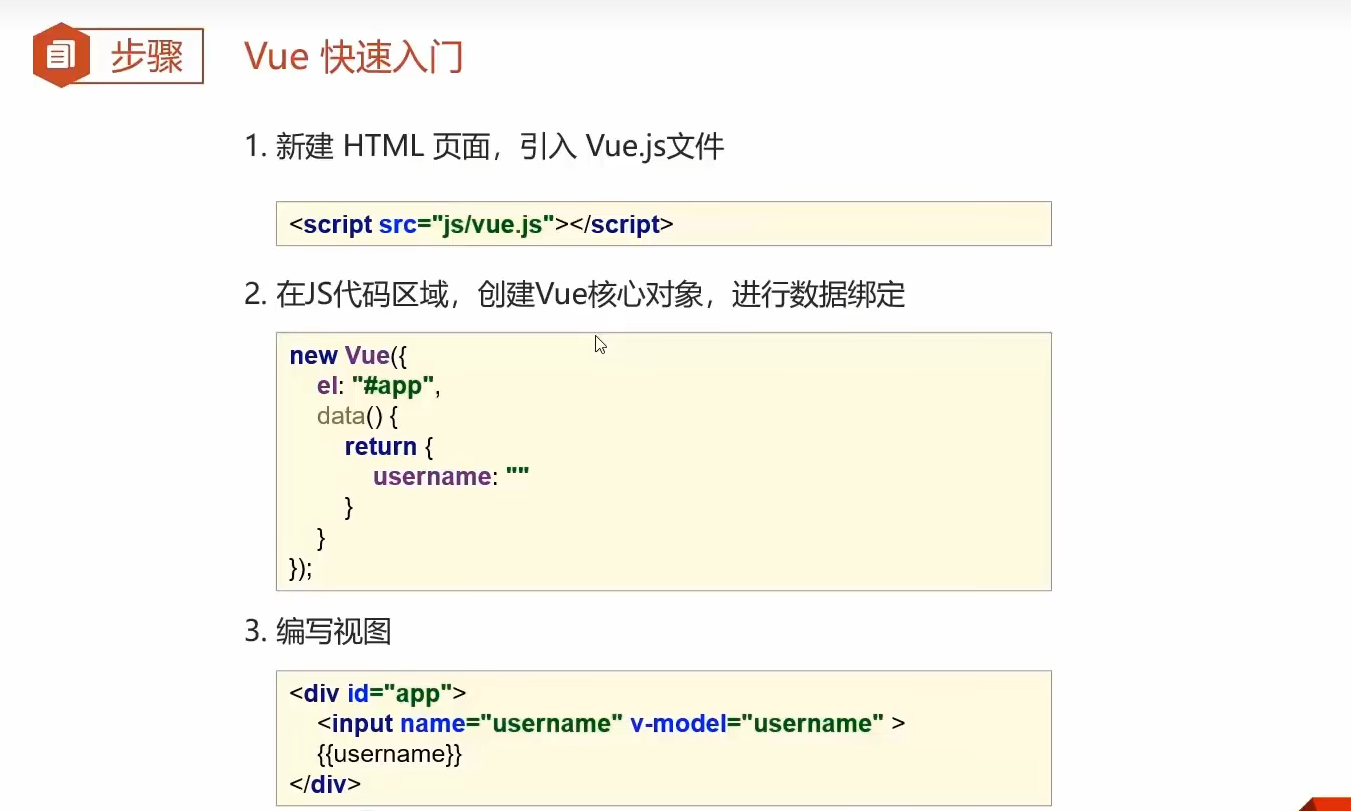 步骤
Vue 快速入门
1. 新建 HTML 页面，引入 Vue.js文件
<script src="js/vue.js"></script>
2. 在JS代码区域，创建Vue核心对象，进行数据绑定
new Vue({
    el: "#app",
    data() {
        return {
            username: ""
        }
    }
});
3. 编写视图
<div id="app">
    <input name="username" v-model="username" >
    {{username}}
</div>